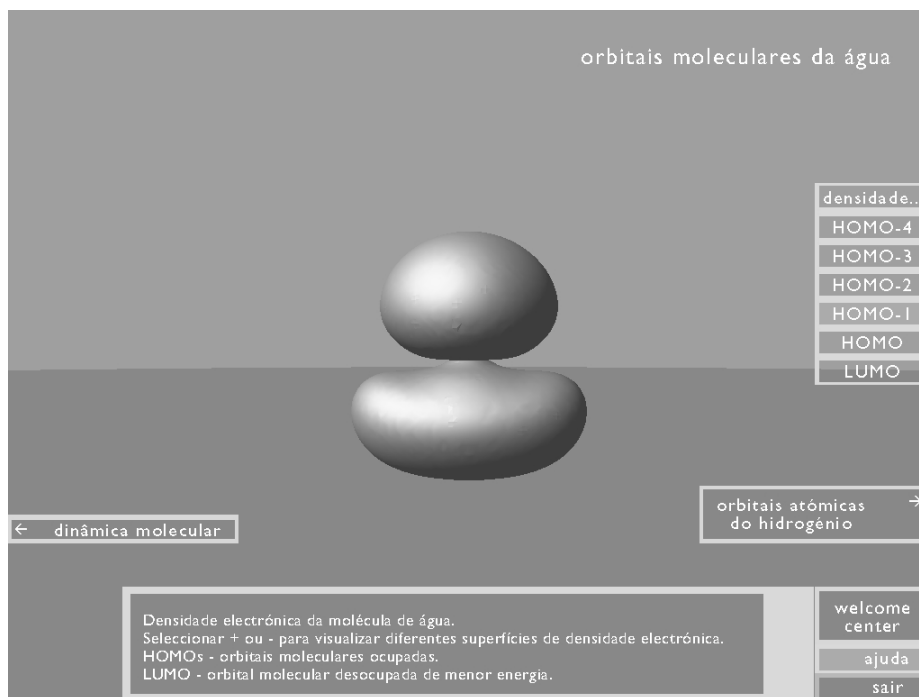 orbitais moleculares da água
densidade..
HOMO-4
HOMO-3
HOMO-2
HOMO-1
HOMO
LUMO
← dinâmica molecular
orbitais atómicas →
do hidrogénio
Densidade electrónica da molécula de água.
Seleccionar + ou - para visualizar diferentes superfícies de densidade electrónica.
HOMOs - orbitais moleculares ocupadas.
LUMO - orbital molecular desocupada de menor energia.
welcome
center
ajuda
sair